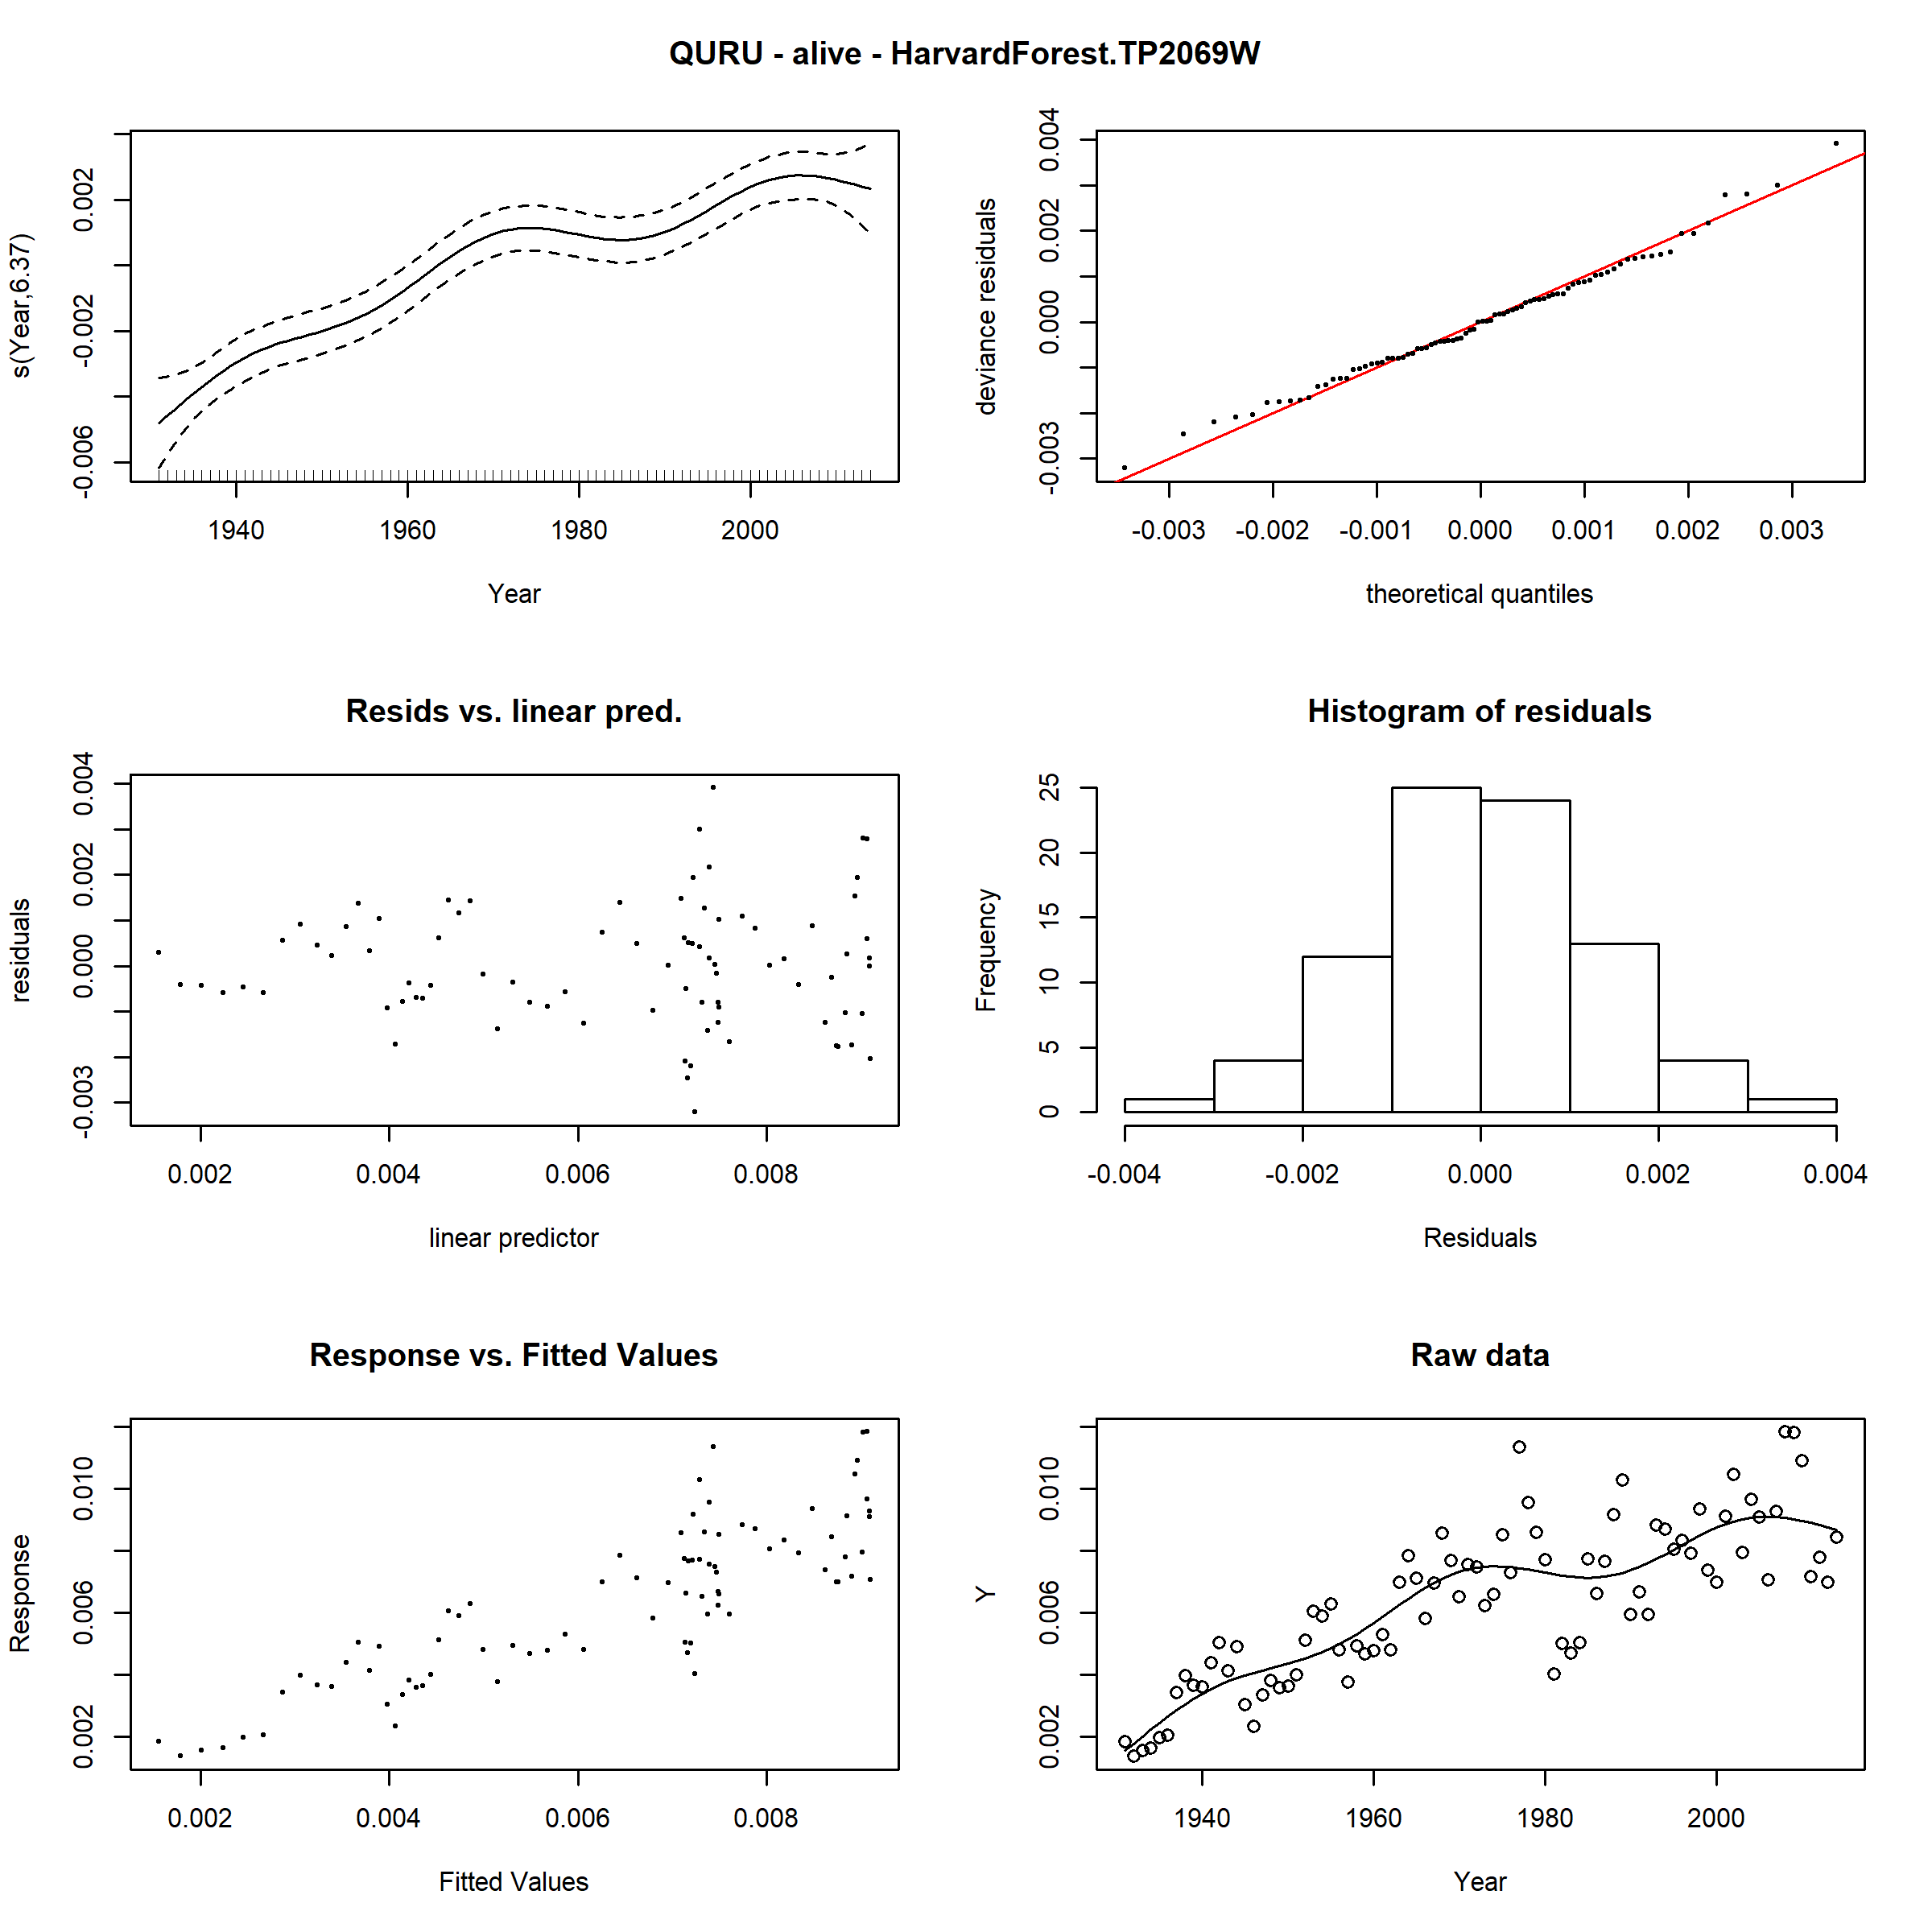 QURU - alive - HarvardForest.TP2069W
s(Year,6.37)
-0.006 -0.002 0.002
1940 1960 1980 2000
Year
deviance residuals
-0.003 0.000 0.002 0.004
-0.003 -0.002 -0.001 0.000 0.001 0.002 0.003
theoretical quantiles
Resids vs. linear pred.
residuals
-0.003 0.000 0.002 0.004
0.002 0.004 0.006 0.008
linear predictor
Histogram of residuals
Frequency
0 5 10 15 20 25
-0.004 -0.002 0.000 0.002 0.004
Residuals
Response vs. Fitted Values
Response
0.002 0.006 0.010
0.002 0.004 0.006 0.008
Fitted Values
Raw data
Y
0.002 0.006 0.010
1940 1960 1980 2000
Year